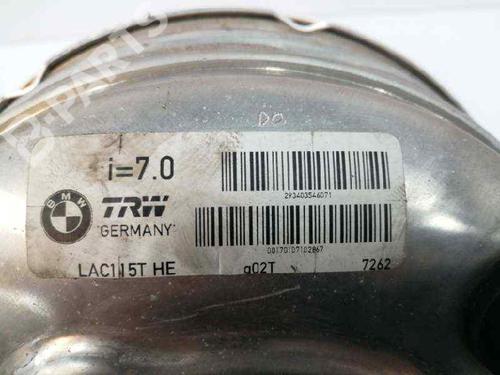 B-PARTS
DO
i=7.0
2K3403546071
BMW
TRW
GERMANY
00170107102867
LAC115T HE
g02T
7262